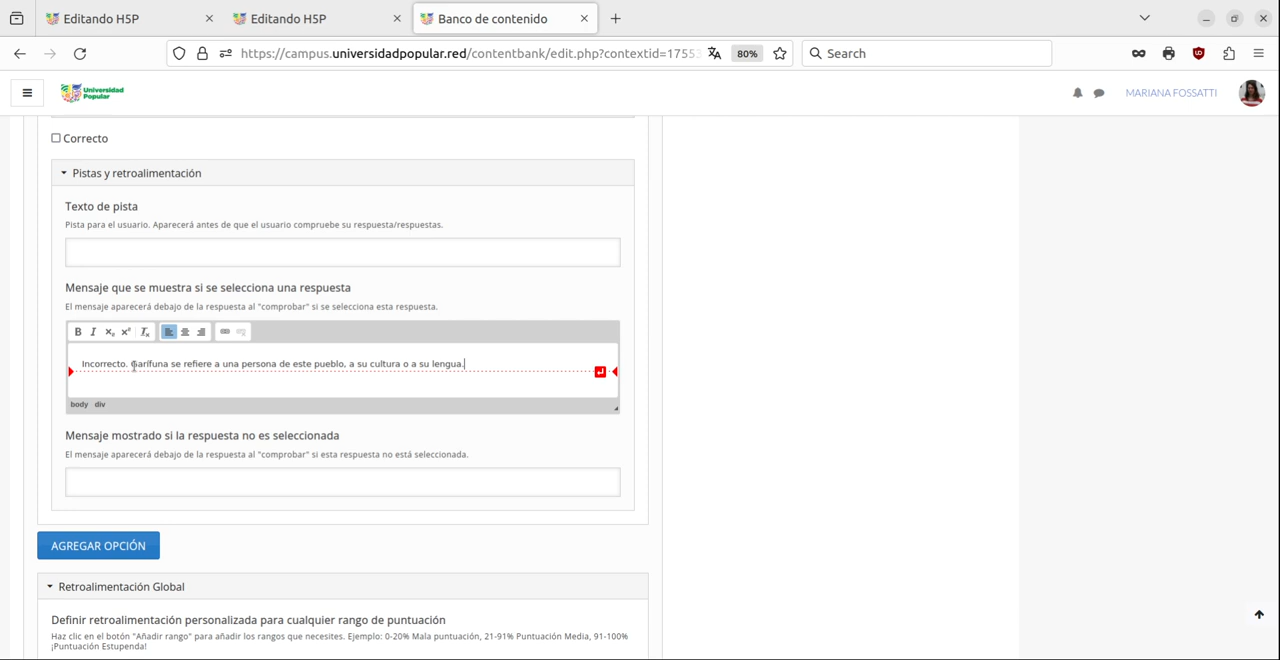 Editando H5P
Editando H5P
Banco de contenido
https://campus.universidadpopular.red/contentbank/edit.php?contextid=1755
80%
Search
Universidad
Popular
MARIANA FOSSATTI
Correcto
Pistas y retroalimentación
Texto de pista
Pista para el usuario. Aparecerá antes de que el usuario compruebe su respuesta/respuestas.
Mensaje que se muestra si se selecciona una respuesta
El mensaje aparecerá debajo de la respuesta al "comprobar" si se selecciona esta respuesta.
B I x₂ x² Tx
Incorrecto. Garífuna se refiere a una persona de este pueblo, a su cultura o a su lengua.
body div
Mensaje mostrado si la respuesta no es seleccionada
El mensaje aparecerá debajo de la respuesta al "comprobar" si esta respuesta no está seleccionada.
AGREGAR OPCIÓN
Retroalimentación Global
Definir retroalimentación personalizada para cualquier rango de puntuación
Haz clic en el botón "Añadir rango" para añadir los rangos que necesites. Ejemplo: 0-20% Mala puntuación, 21-91% Puntuación Media, 91-100%
¡Puntuación Estupenda!